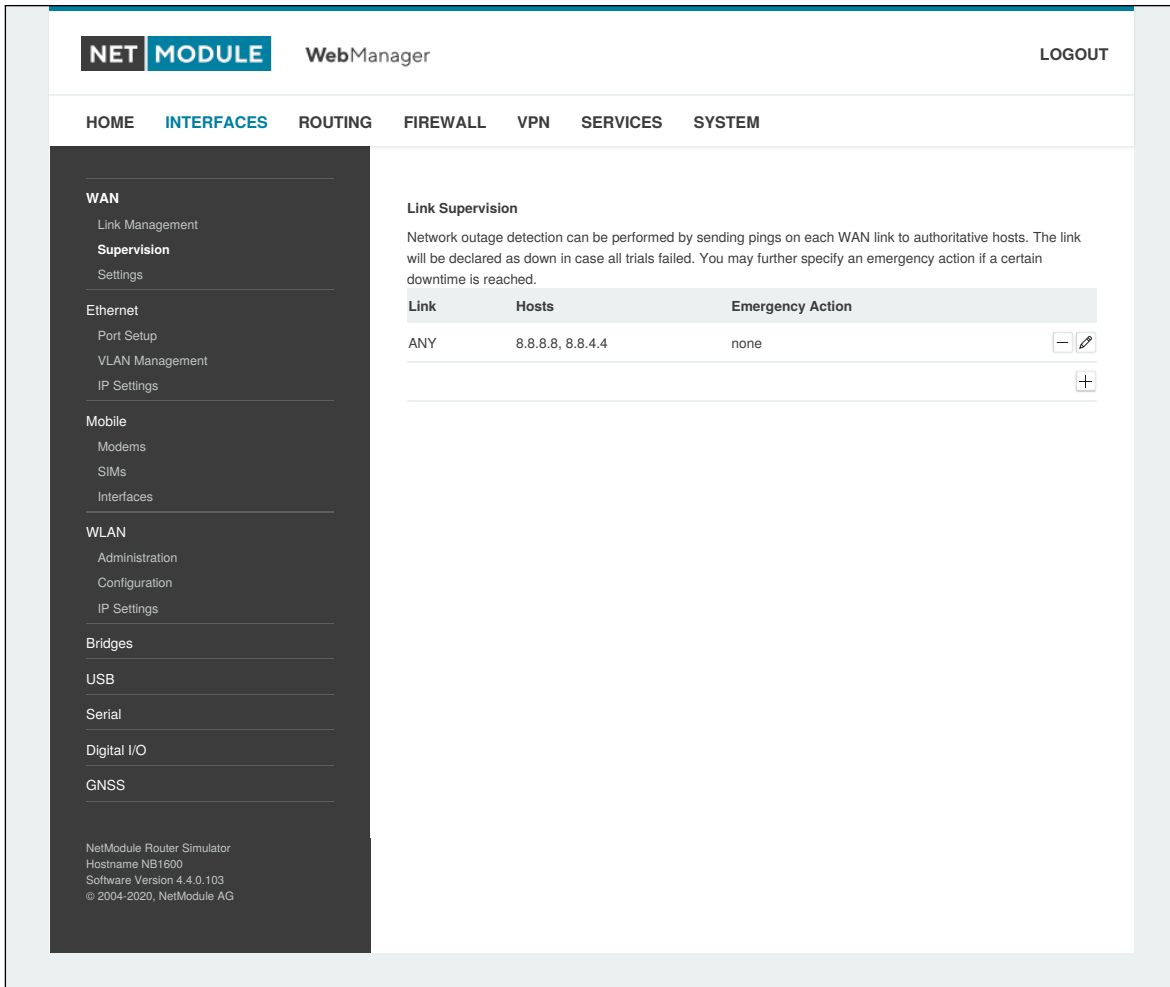 NET MODULE WebManager LOGOUT
HOME INTERFACES ROUTING FIREWALL VPN SERVICES SYSTEM
WAN
Link Management
Supervision
Settings
Ethernet
Port Setup
VLAN Management
IP Settings
Mobile
Modems
SIMs
Interfaces
WLAN
Administration
Configuration
IP Settings
Bridges
USB
Serial
Digital I/O
GNSS
NetModule Router Simulator
Hostname NB1600
Software Version 4.4.0.103
© 2004-2020, NetModule AG
Link Supervision
Network outage detection can be performed by sending pings on each WAN link to authoritative hosts. The link
will be declared as down in case all trials failed. You may further specify an emergency action if a certain
downtime is reached.
Link Hosts Emergency Action
ANY 8.8.8.8, 8.8.4.4 none